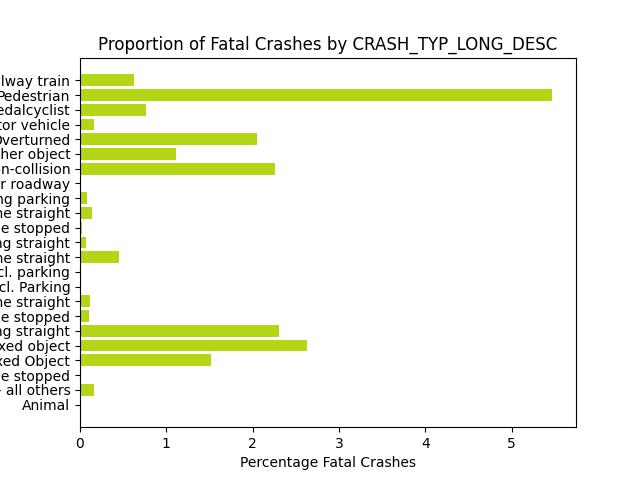 Proportion of Fatal Crashes by CRASH_TYP_LONG_DESC
lway train
Pedestrian
edalcyclist
tor vehicle
Overturned
her object
n-collision
r roadway
ng parking
ne straight
e stopped
ng straight
ne straight
cl. parking
cl. Parking
ne straight
e stopped
ng straight
xed object
xed Object
e stopped
- all others
Animal
0 1 2 3 4 5
Percentage Fatal Crashes